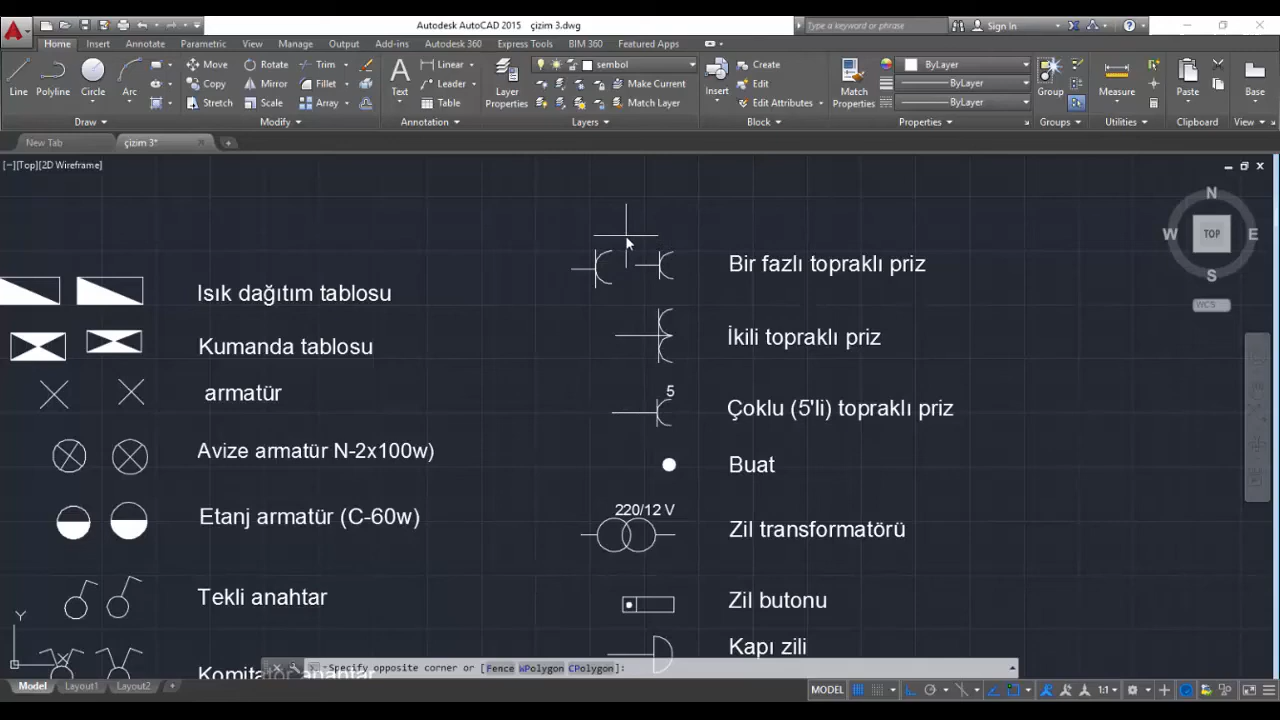 Autodesk AutoCAD 2015 çizim 3.dwg
Type a keyword or phrase
Sign In
Home Insert Annotate Parametric View Manage Output Add-ins Autodesk 360 Express Tools BIM 360 Featured Apps
Line Polyline Circle Arc
Move Rotate Trim
Copy Mirror Fillet
Stretch Scale Array
Text
Linear
Leader
Table
Layer Properties
sembol
Make Current
Match Layer
Insert
Create
Edit
Edit Attributes
Match Properties
ByLayer
ByLayer
ByLayer
Group
Measure
Paste
Base
Draw Modify Annotation Layers Block Properties Groups Utilities Clipboard View
New Tab çizim 3*
[−][Top][2D Wireframe]
N
W TOP E
S
WCS
Bir fazlı topraklı priz
Isık dağıtım tablosu
İkili topraklı priz
Kumanda tablosu
5
armatür
Çoklu (5'li) topraklı priz
Avize armatür N-2x100w)
Buat
220/12 V
Etanj armatür (C-60w)
Zil transformatörü
Tekli anahtar
Zil butonu
Y
Kapı zili
X
Komitatör anahtar
Specify opposite corner or [Fence WPolygon CPolygon]:
Model Layout1 Layout2 +
MODEL
1:1